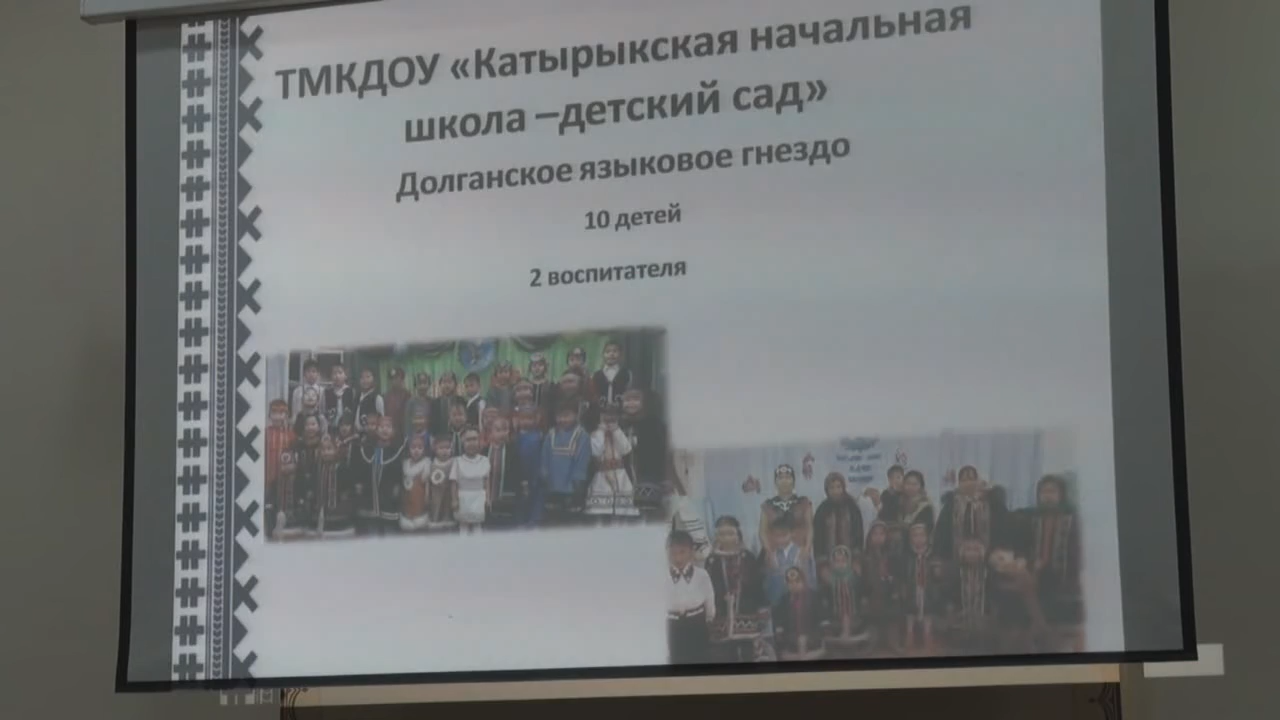 ТМКДОУ «Катырыкская начальная
школа –детский сад»
Долганское языковое гнездо
10 детей
2 воспитателя